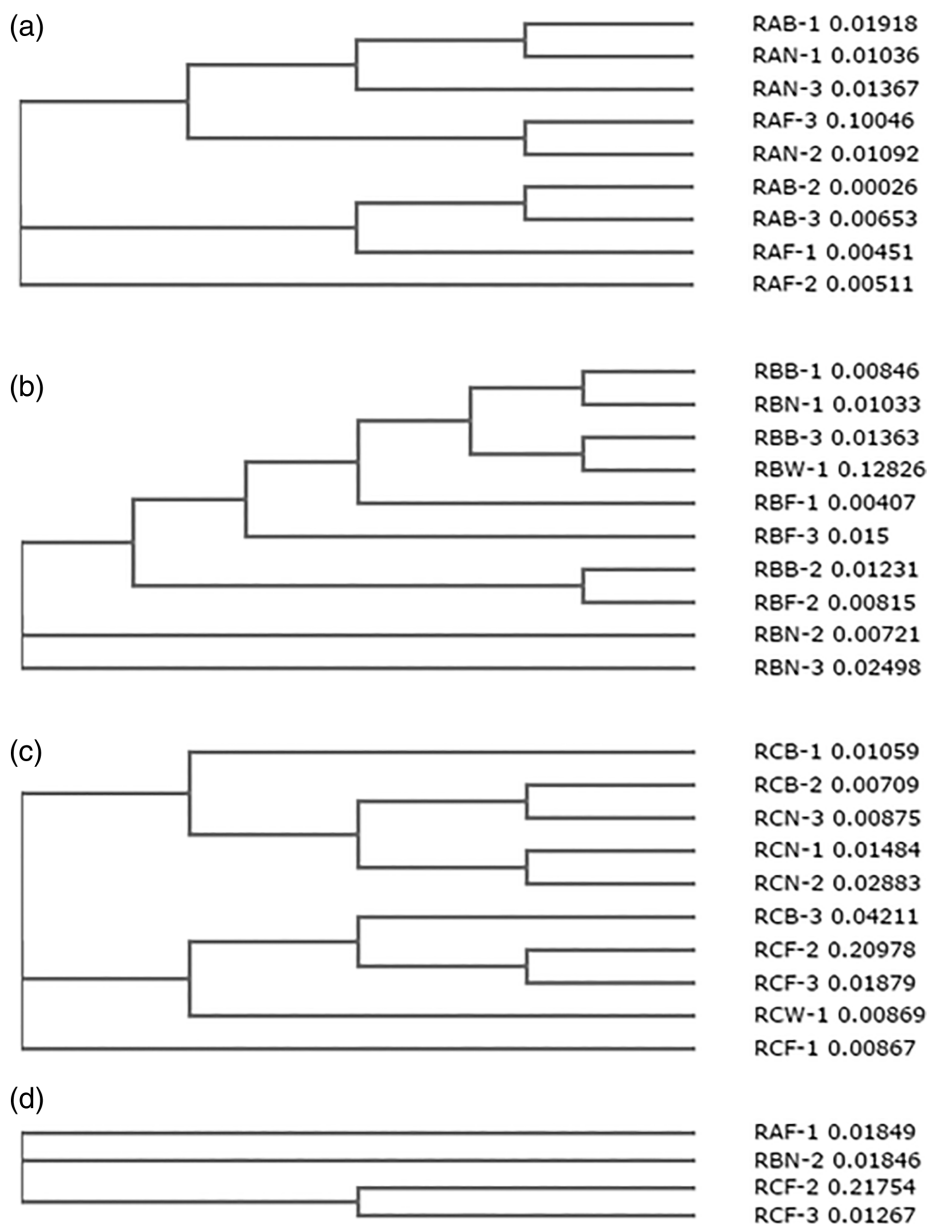 (a)
RAB-1 0.01918
RAN-1 0.01036
RAN-3 0.01367
RAF-3 0.10046
RAN-2 0.01092
RAB-2 0.00026
RAB-3 0.00653
RAF-1 0.00451
RAF-2 0.00511
(b)
RBB-1 0.00846
RBN-1 0.01033
RBB-3 0.01363
RBW-1 0.12826
RBF-1 0.00407
RBF-3 0.015
RBB-2 0.01231
RBF-2 0.00815
RBN-2 0.00721
RBN-3 0.02498
(c)
RCB-1 0.01059
RCB-2 0.00709
RCN-3 0.00875
RCN-1 0.01484
RCN-2 0.02883
RCB-3 0.04211
RCF-2 0.20978
RCF-3 0.01879
RCW-1 0.00869
RCF-1 0.00867
(d)
RAF-1 0.01849
RBN-2 0.01846
RCF-2 0.21754
RCF-3 0.01267